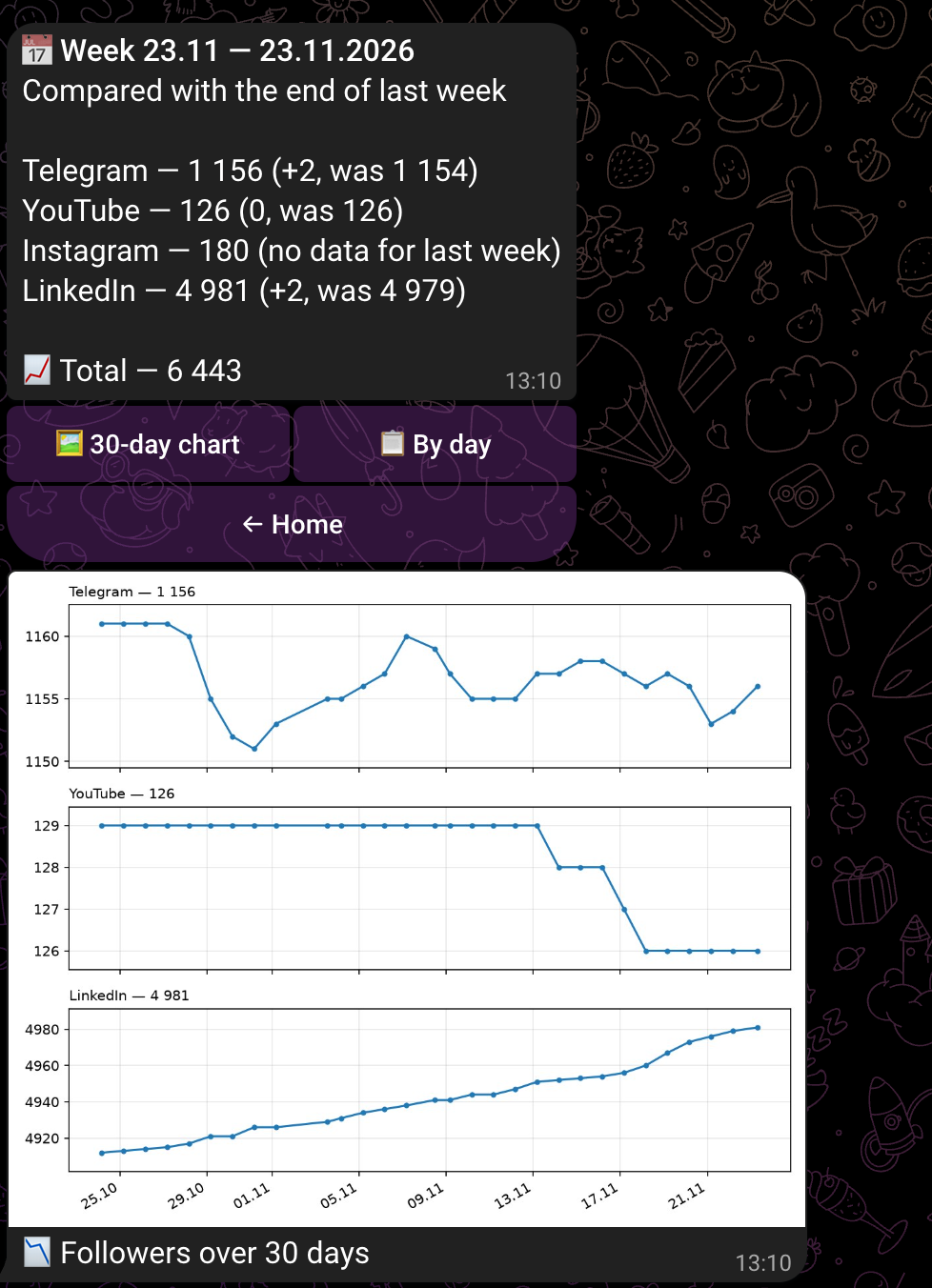 Week 23.11 — 23.11.2026
Compared with the end of last week
Telegram — 1 156 (+2, was 1 154)
YouTube — 126 (0, was 126)
Instagram — 180 (no data for last week)
LinkedIn — 4 981 (+2, was 4 979)
Total — 6 443
13:10
30-day chart
By day
← Home
Telegram — 1 156
1160
1155
1150
YouTube — 126
129
128
127
126
LinkedIn — 4 981
4980
4960
4940
4920
25.10
29.10
01.11
05.11
09.11
13.11
17.11
21.11
Followers over 30 days
13:10